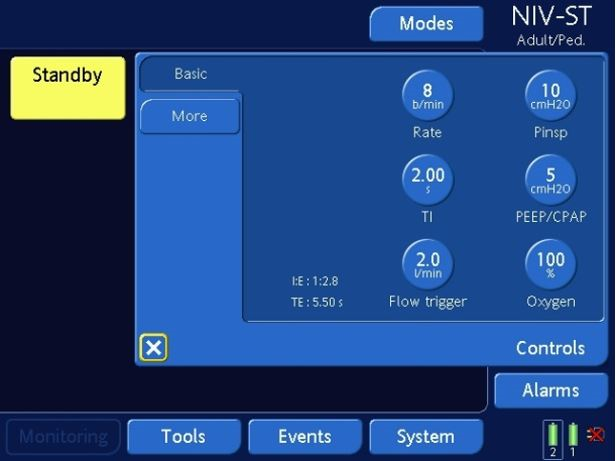 Modes
NIV-ST
Adult/Ped.
Standby
Basic
More
8
b/min
Rate
10
cmH2O
Pinsp
2.00
s
TI
5
cmH2O
PEEP/CPAP
2.0
l/min
Flow trigger
100
%
Oxygen
I:E : 1:2.8
TE : 5.50 s
Controls
Alarms
Monitoring
Tools
Events
System
2
1